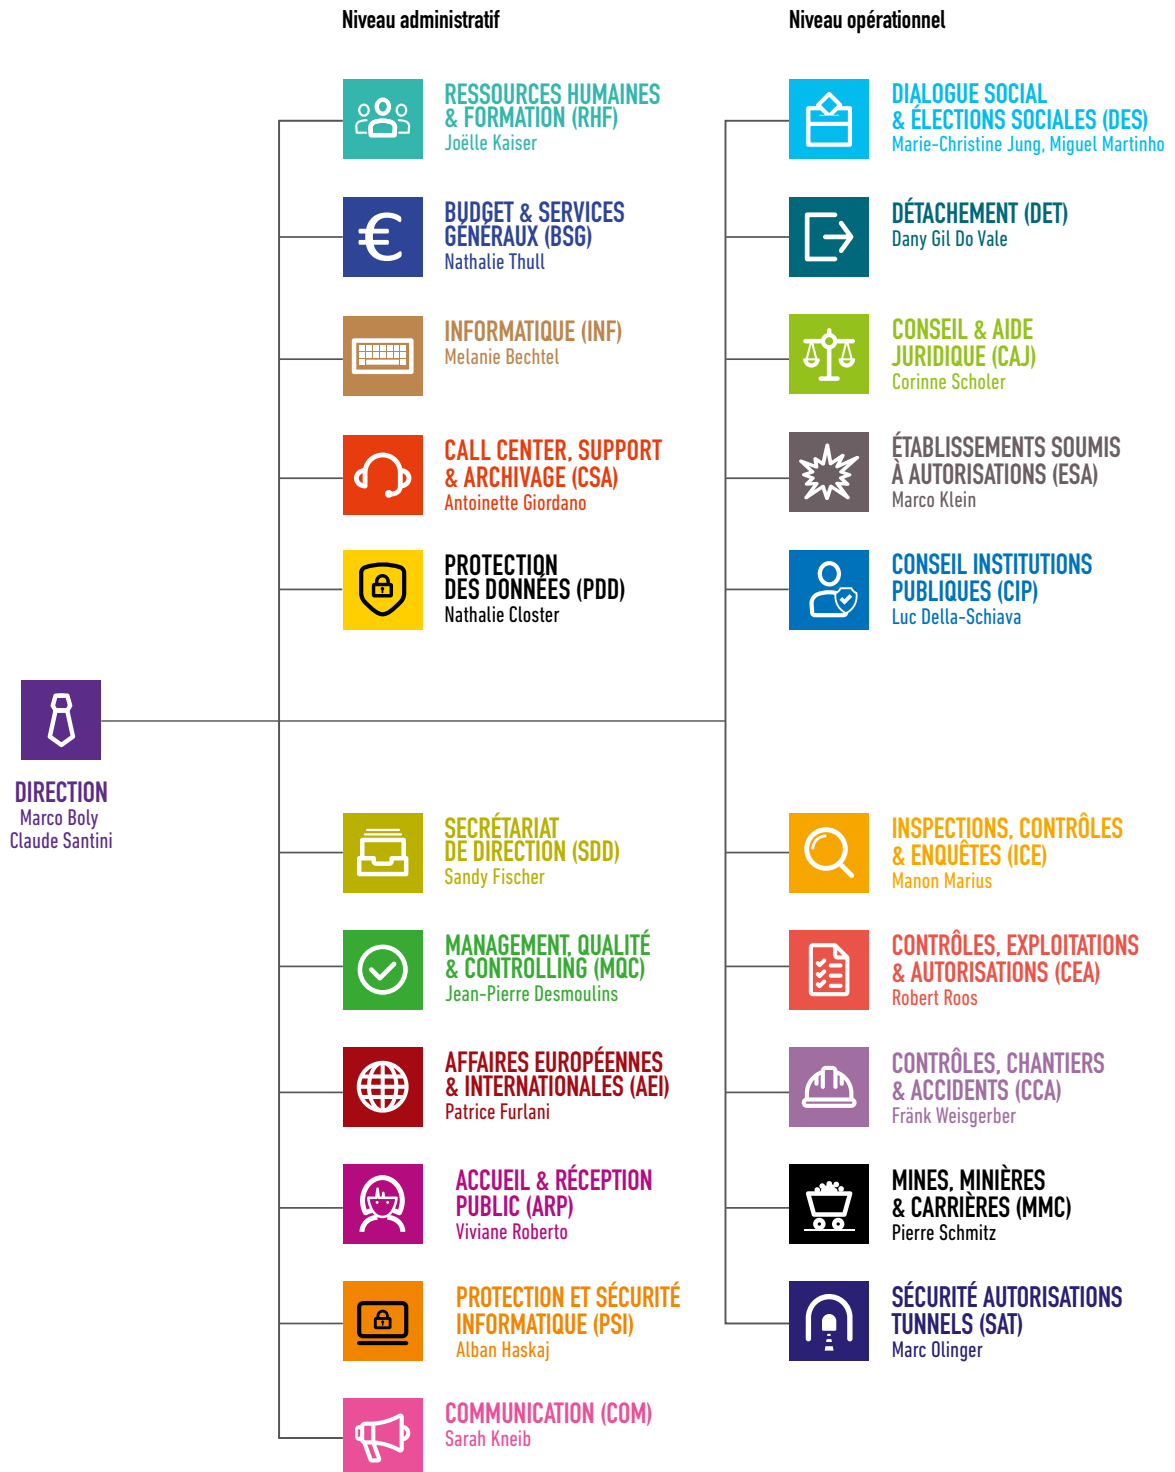 Niveau administratif
RESSOURCES HUMAINES
& FORMATION (RHF)
Joëlle Kaiser
BUDGET & SERVICES
GÉNÉRAUX (BSG)
Nathalie Thull
INFORMATIQUE (INF)
Melanie Bechtel
CALL CENTER, SUPPORT
& ARCHIVAGE (CSA)
Antoinette Giordano
PROTECTION
DES DONNÉES (PDD)
Nathalie Closter
DIRECTION
Marco Boly
Claude Santini
SECRÉTARIAT
DE DIRECTION (SDD)
Sandy Fischer
MANAGEMENT, QUALITÉ
& CONTROLLING (MQC)
Jean-Pierre Desmoulins
AFFAIRES EUROPÉENNES
& INTERNATIONALES (AEI)
Patrice Furlani
ACCUEIL & RÉCEPTION
PUBLIC (ARP)
Viviane Roberto
PROTECTION ET SÉCURITÉ
INFORMATIQUE (PSI)
Alban Haskaj
COMMUNICATION (COM)
Sarah Kneib
Niveau opérationnel
DIALOGUE SOCIAL
& ÉLECTIONS SOCIALES (DES)
Marie-Christine Jung, Miguel Martinho
DÉTACHEMENT (DET)
Dany Gil Do Vale
CONSEIL & AIDE
JURIDIQUE (CAJ)
Corinne Scholer
ÉTABLISSEMENTS SOUMIS
À AUTORISATIONS (ESA)
Marco Klein
CONSEIL INSTITUTIONS
PUBLIQUES (CIP)
Luc Della-Schiava
INSPECTIONS, CONTRÔLES
& ENQUÊTES (ICE)
Manon Marius
CONTRÔLES, EXPLOITATIONS
& AUTORISATIONS (CEA)
Robert Roos
CONTRÔLES, CHANTIERS
& ACCIDENTS (CCA)
Fränk Weisgerber
MINES, MINIÈRES
& CARRIÈRES (MMC)
Pierre Schmitz
SÉCURITÉ AUTORISATIONS
TUNNELS (SAT)
Marc Olinger